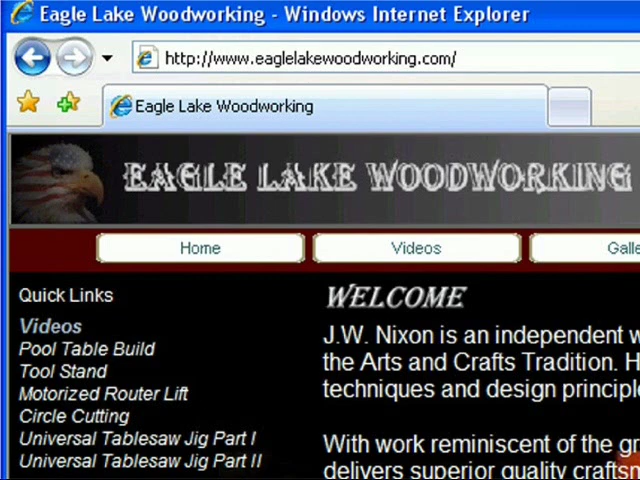 Eagle Lake Woodworking - Windows Internet Explorer
http://www.eaglelakewoodworking.com/
Eagle Lake Woodworking
EAGLE LAKE WOODWORKING
Home
Videos
Galle
Quick Links
Videos
Pool Table Build
Tool Stand
Motorized Router Lift
Circle Cutting
Universal Tablesaw Jig Part I
Universal Tablesaw Jig Part II
WELCOME
J.W. Nixon is an independent w
the Arts and Crafts Tradition. H
techniques and design principle
With work reminiscent of the gr
delivers superior quality craftsm